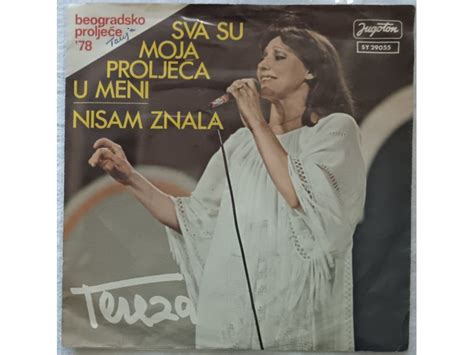 beogradsko
proljeće
'78
SVA SU
MOJA
PROLJEĆA
U MENI
NISAM ZNALA
Jugoton
SY 29055
Tereza